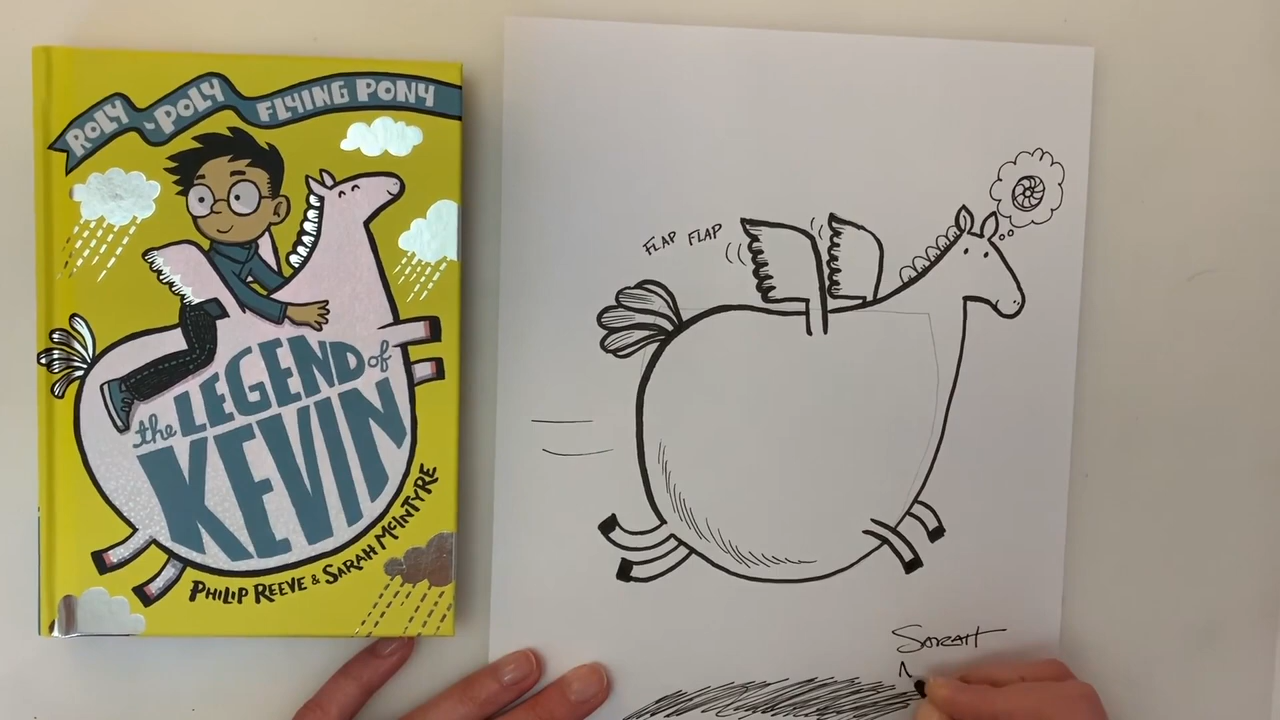 ROLY POLY FLYING PONY
the LEGEND of
KEVIN
PHILIP REEVE & SARAH MCINTYRE
FLAP FLAP
SARAH